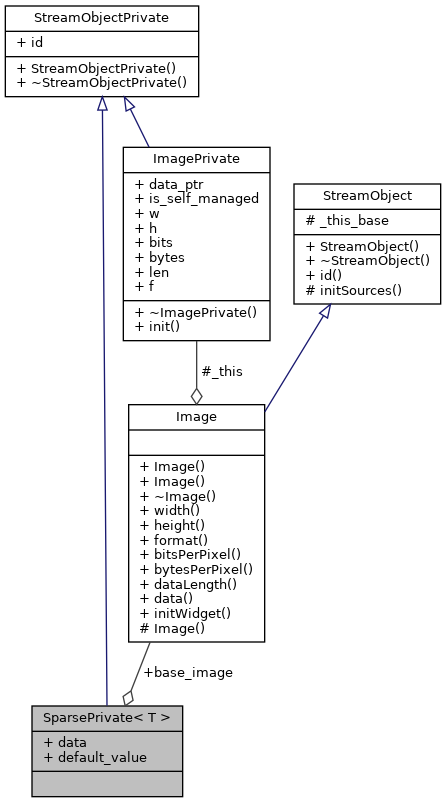 StreamObjectPrivate
+ id
+ StreamObjectPrivate()
+ ~StreamObjectPrivate()
ImagePrivate
+ data_ptr
+ is_self_managed
+ w
+ h
+ bits
+ bytes
+ len
+ f
+ ~ImagePrivate()
+ init()
StreamObject
# _this_base
+ StreamObject()
+ ~StreamObject()
+ id()
# initSources()
#_this
Image
+ Image()
+ Image()
+ ~Image()
+ width()
+ height()
+ format()
+ bitsPerPixel()
+ bytesPerPixel()
+ dataLength()
+ data()
+ initWidget()
# Image()
+base_image
SparsePrivate< T >
+ data
+ default_value